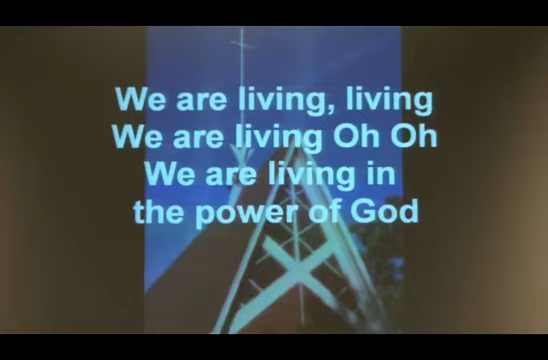 We are living, living
We are living Oh Oh
We are living in
the power of God